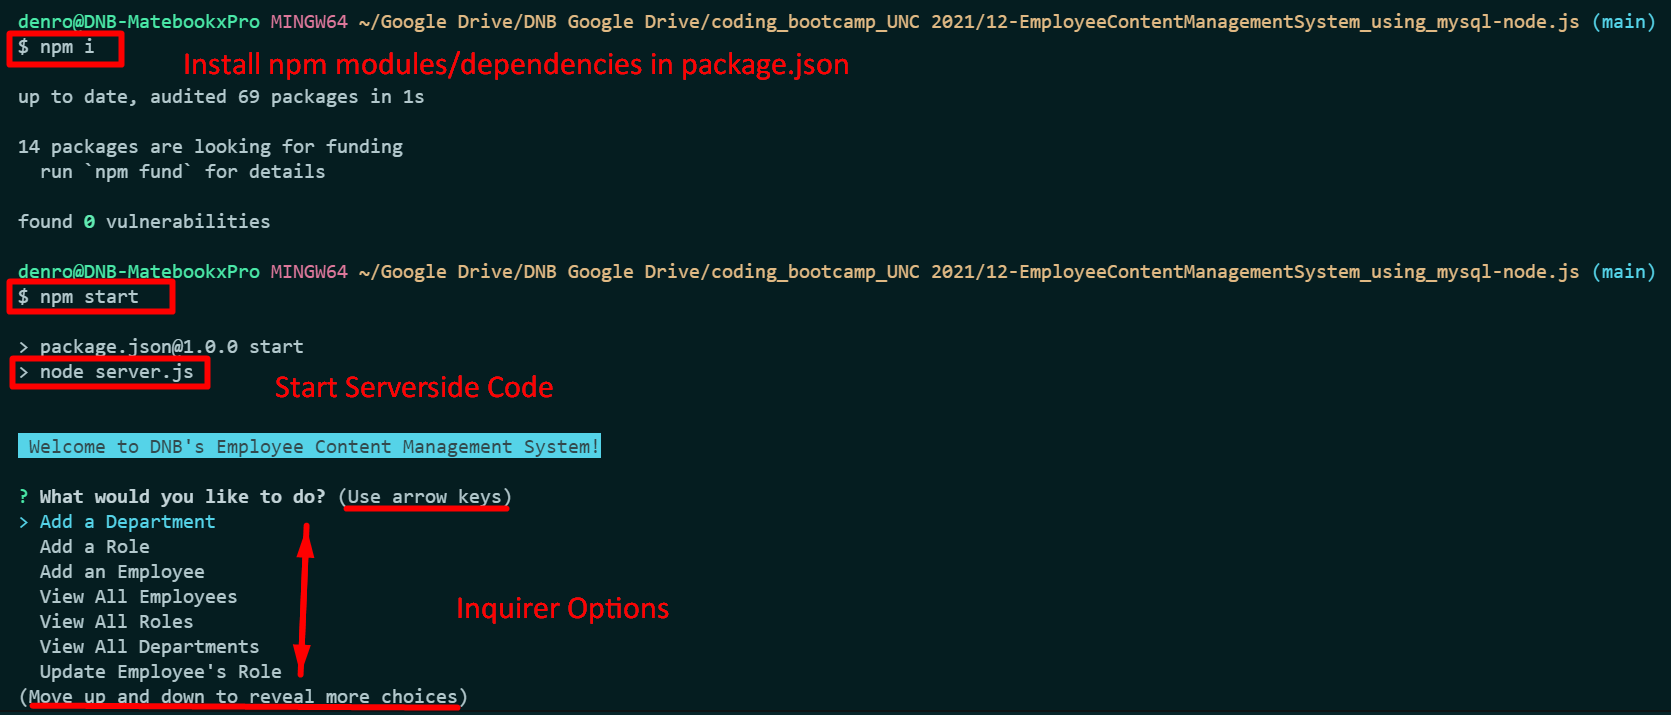 denro@DNB-MatebookxPro MINGW64 ~/Google Drive/DNB Google Drive/coding_bootcamp_UNC 2021/12-EmployeeContentManagementSystem_using_mysql-node.js (main)
$ npm i
Install npm modules/dependencies in package.json
up to date, audited 69 packages in 1s
14 packages are looking for funding
run `npm fund` for details
found 0 vulnerabilities
denro@DNB-MatebookxPro MINGW64 ~/Google Drive/DNB Google Drive/coding_bootcamp_UNC 2021/12-EmployeeContentManagementSystem_using_mysql-node.js (main)
$ npm start
> package.json@1.0.0 start
> node server.js
Start Serverside Code
Welcome to DNB's Employee Content Management System!
? What would you like to do? (Use arrow keys)
> Add a Department
Add a Role
Add an Employee
View All Employees
Inquirer Options
View All Roles
View All Departments
Update Employee's Role
(Move up and down to reveal more choices)